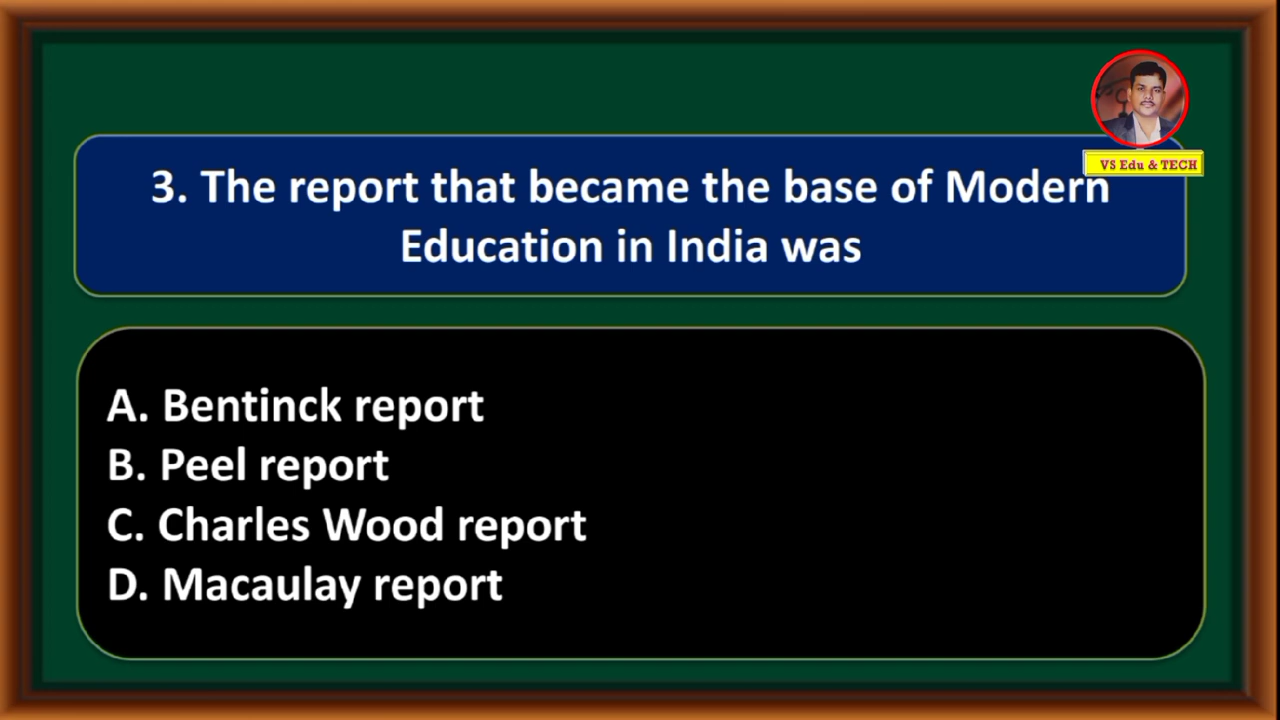 VS Edu & TECH
3. The report that became the base of Modern
Education in India was
A. Bentinck report
B. Peel report
C. Charles Wood report
D. Macaulay report